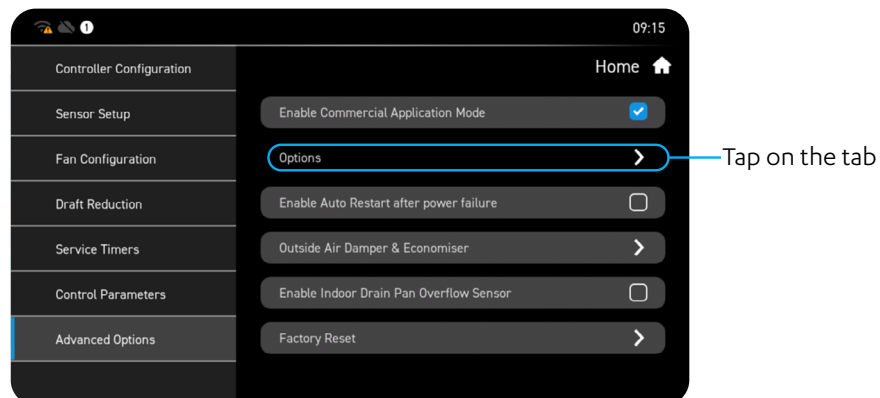 1
09:15
Home
Controller Configuration
Sensor Setup
Fan Configuration
Draft Reduction
Service Timers
Control Parameters
Advanced Options
Enable Commercial Application Mode
Options
Enable Auto Restart after power failure
Outside Air Damper & Economiser
Enable Indoor Drain Pan Overflow Sensor
Factory Reset
Tap on the tab